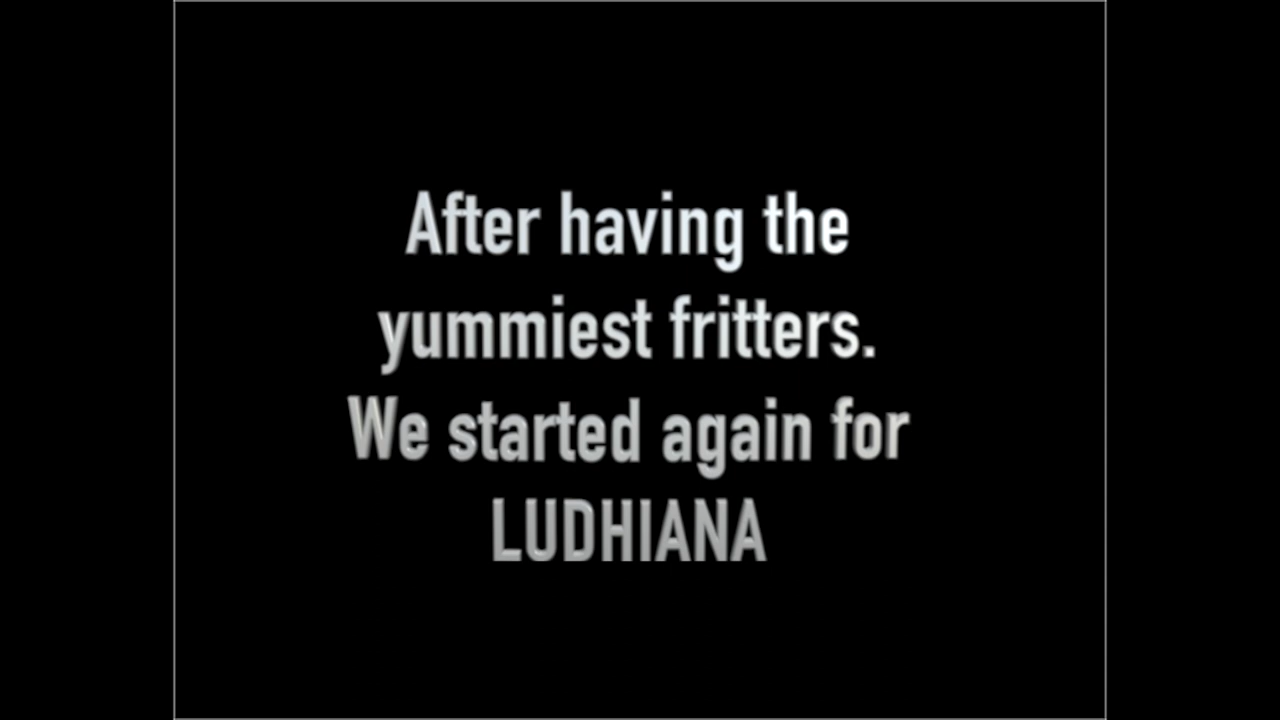 After having the
yummiest fritters.
We started again for
LUDHIANA